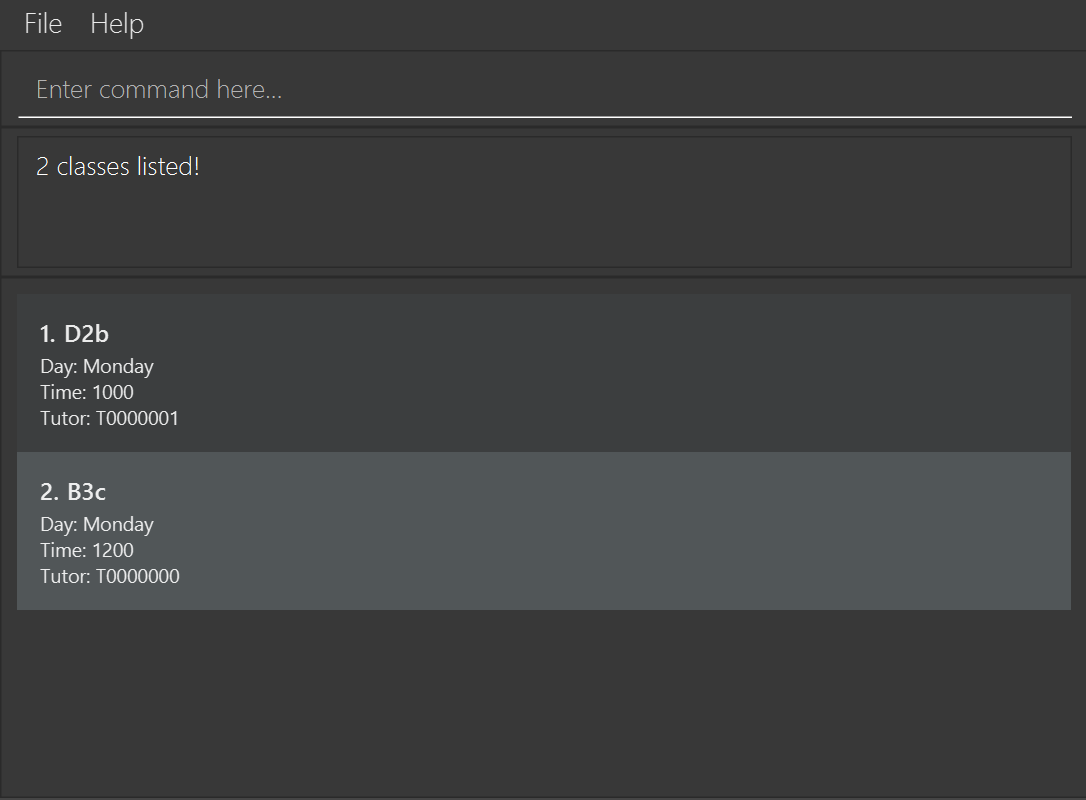 File Help
Enter command here...
2 classes listed!
1. D2b
Day: Monday
Time: 1000
Tutor: T0000001
2. B3c
Day: Monday
Time: 1200
Tutor: T0000000